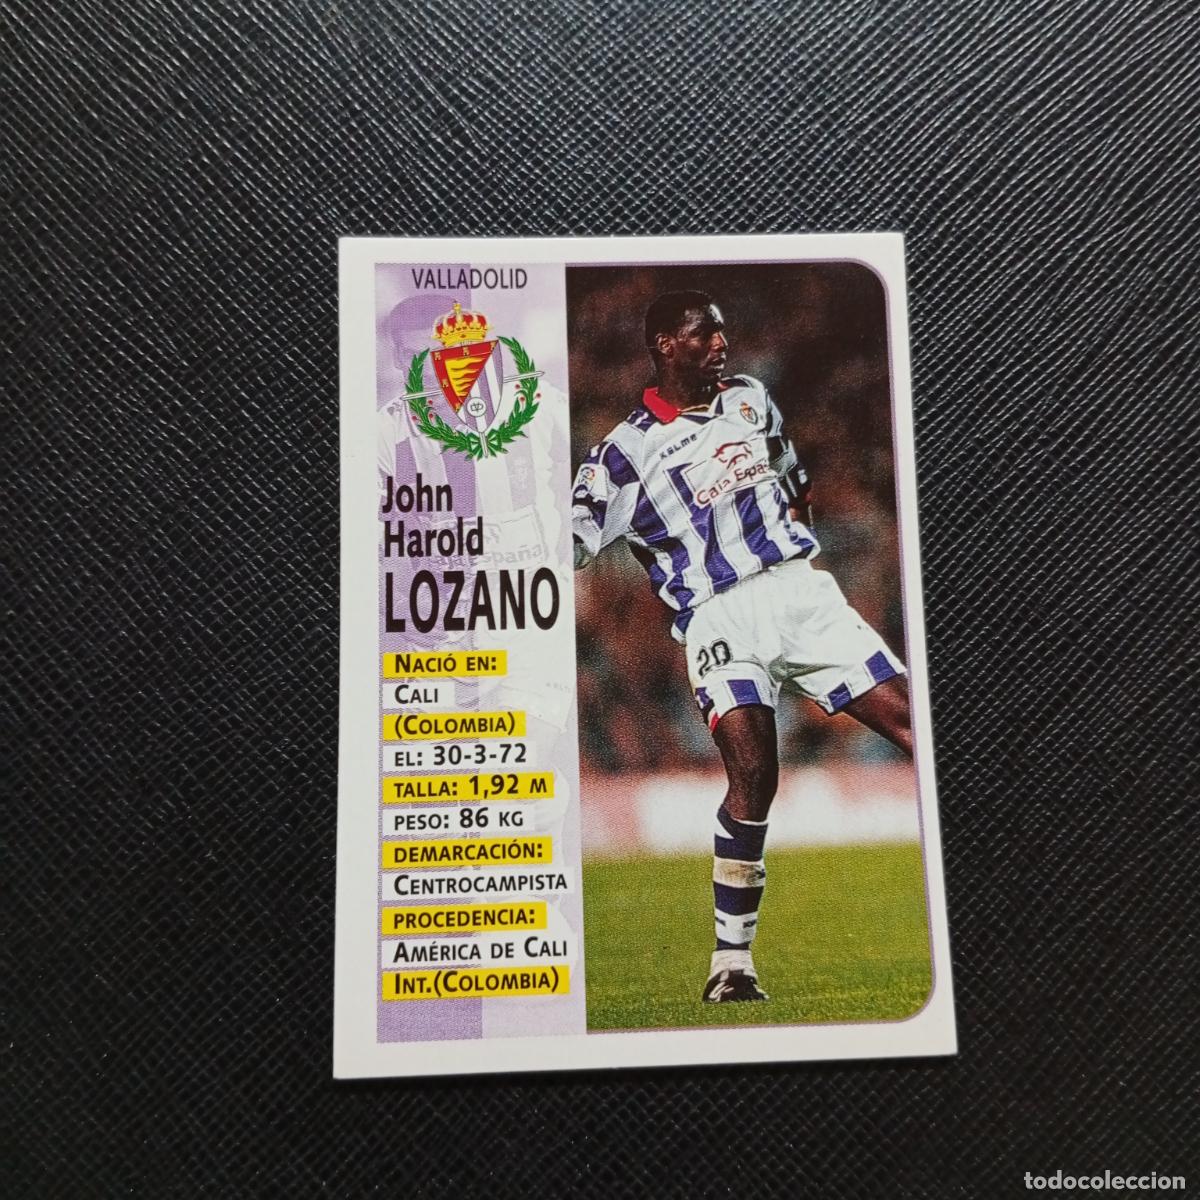 VALLADOLID
John
Harold
LOZANO
NACIÓ EN:
CALI
(COLOMBIA)
EL: 30-3-72
TALLA: 1,92 M
PESO: 86 KG
DEMARCACIÓN:
CENTROCAMPISTA
PROCEDENCIA:
AMÉRICA DE CALI
INT.(COLOMBIA)
KELME
Caja España
20
todocoleccion